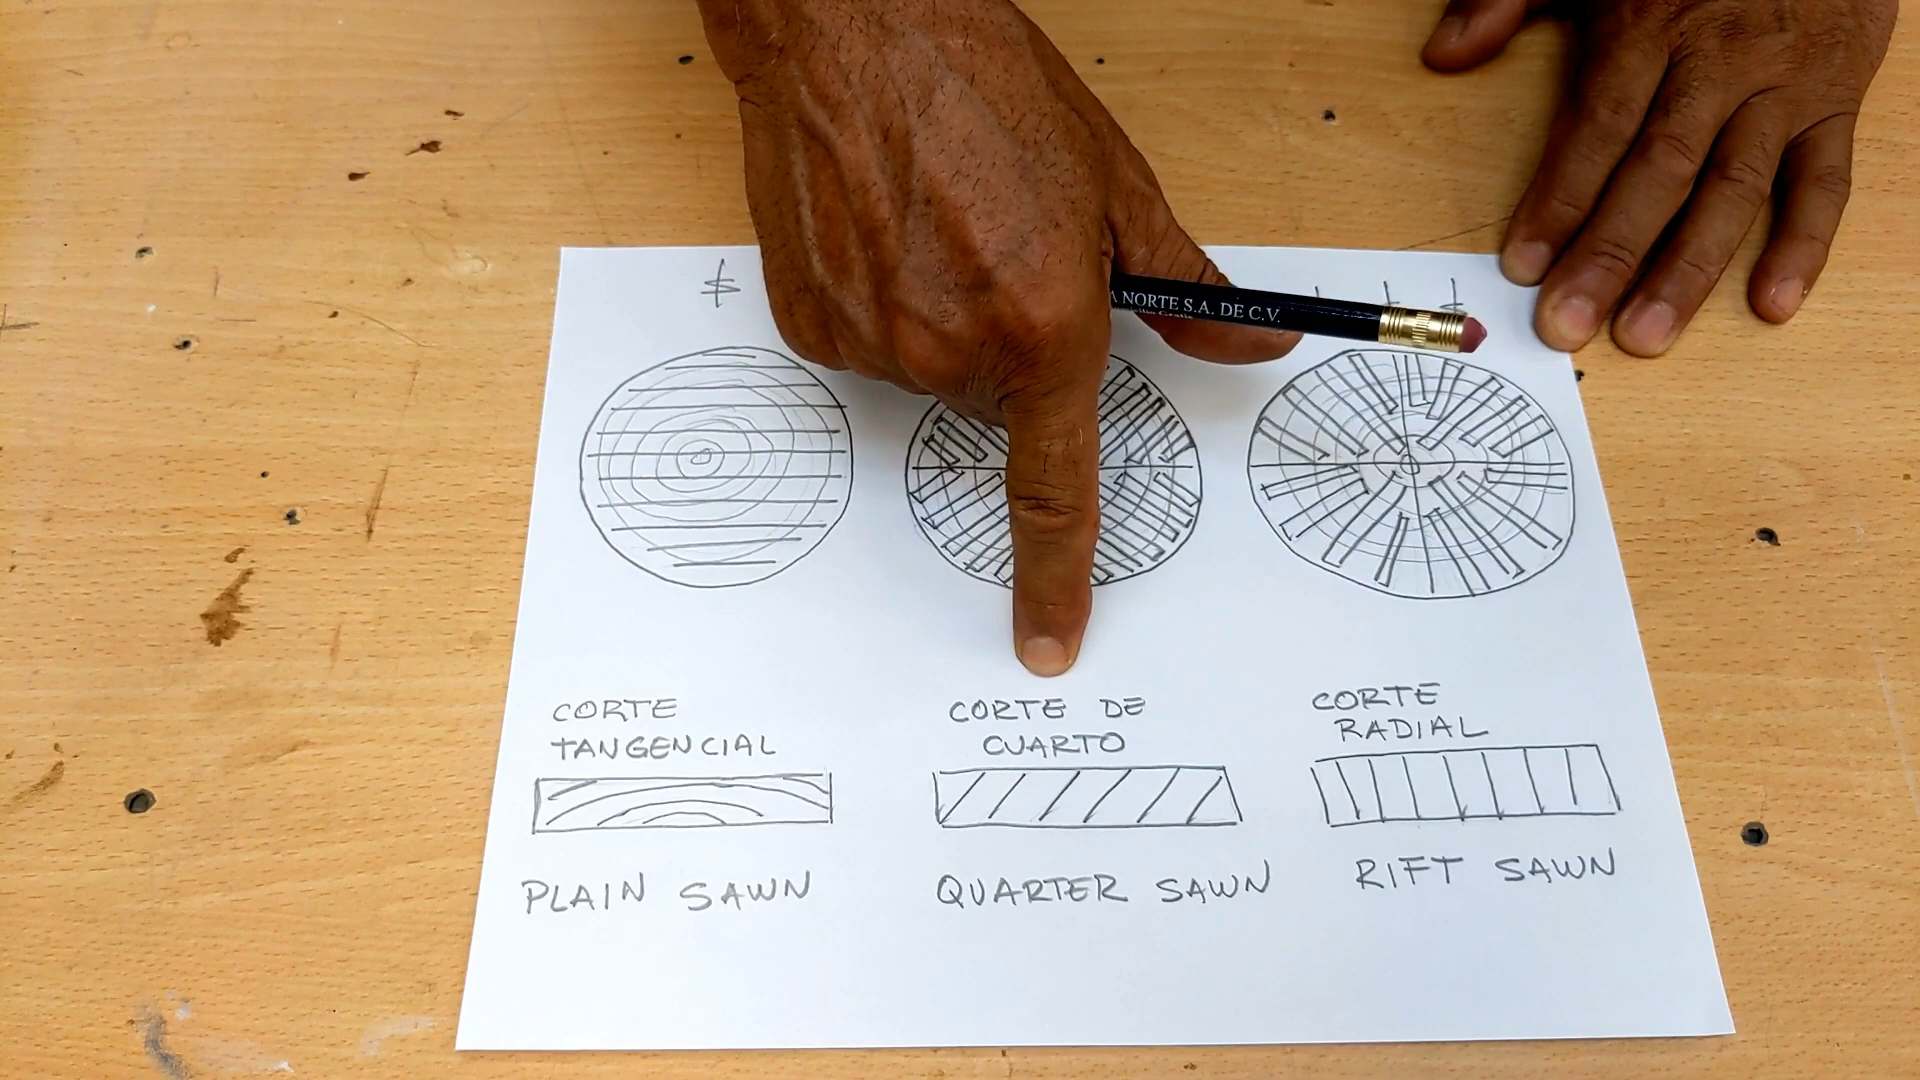 $
$ $ $
A NORTE S.A. DE C.V.
CORTE
TANGENCIAL
CORTE DE
CUARTO
CORTE
RADIAL
PLAIN SAWN
QUARTER SAWN
RIFT SAWN